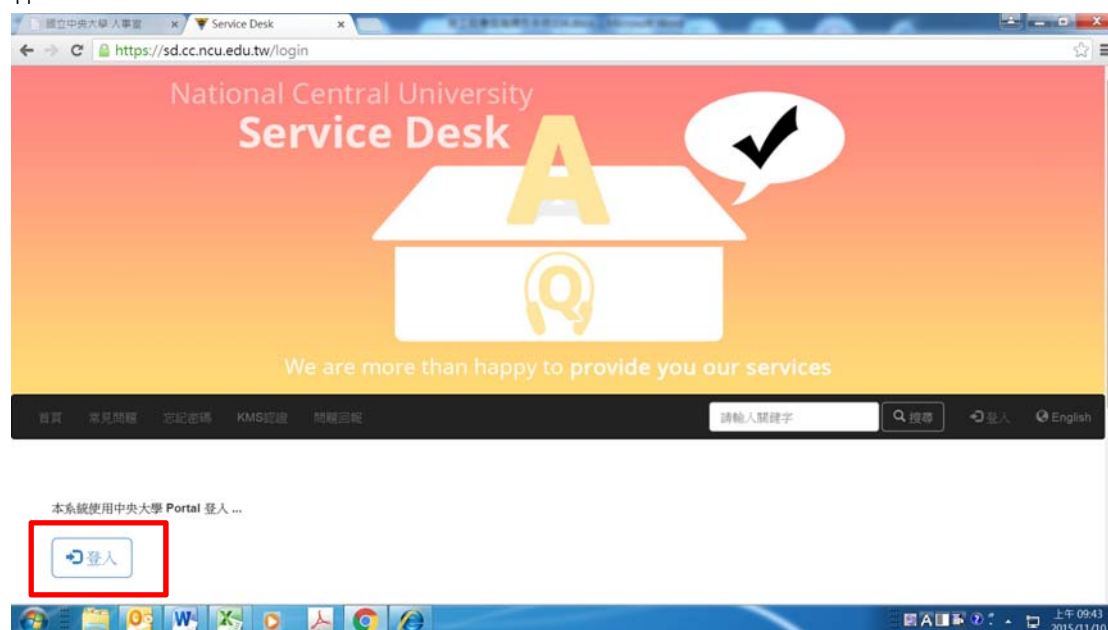 國立中央大學 人事室
Service Desk
https://sd.cc.ncu.edu.tw/login
National Central University
Service Desk
A
Q
We are more than happy to provide you our services
首頁 常見問題 忘記密碼 KMS認證 問題回報 請輸入關鍵字 搜尋 登入 English
本系統使用中央大學 Portal 登入 ...
登入
上午 09:43
2015/11/10